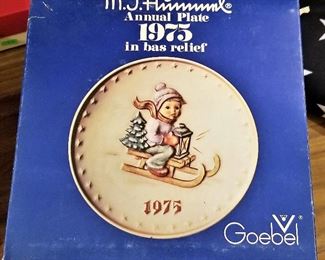 M.J. Hummel®
Annual Plate
1975
in bas relief
1975
Goebel®